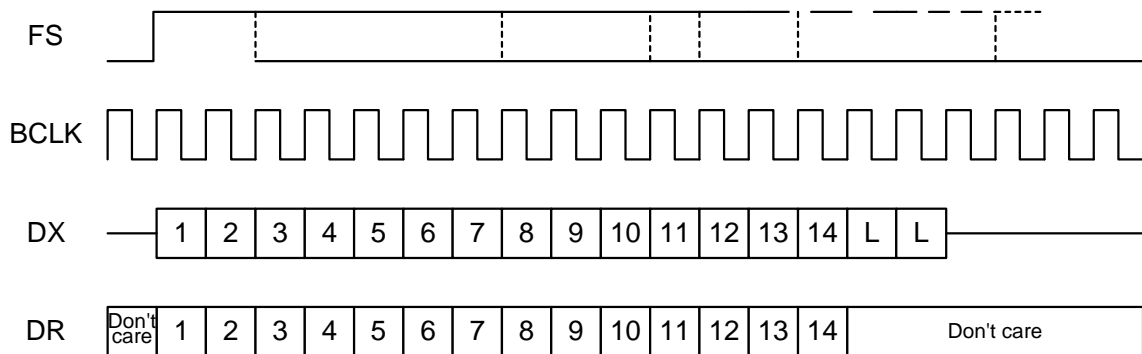 FS
BCLK
DX 1 2 3 4 5 6 7 8 9 10 11 12 13 14 L L
DR Don't care 1 2 3 4 5 6 7 8 9 10 11 12 13 14 Don't care